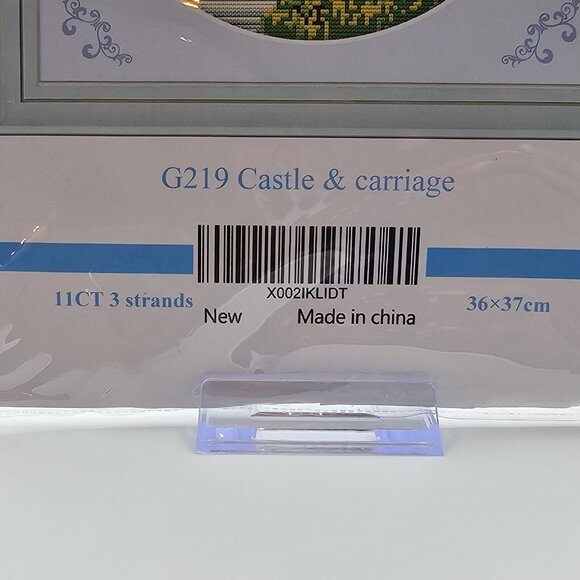 G219 Castle & carriage
X002IKLIDT
11CT 3 strands
36×37cm
New Made in china